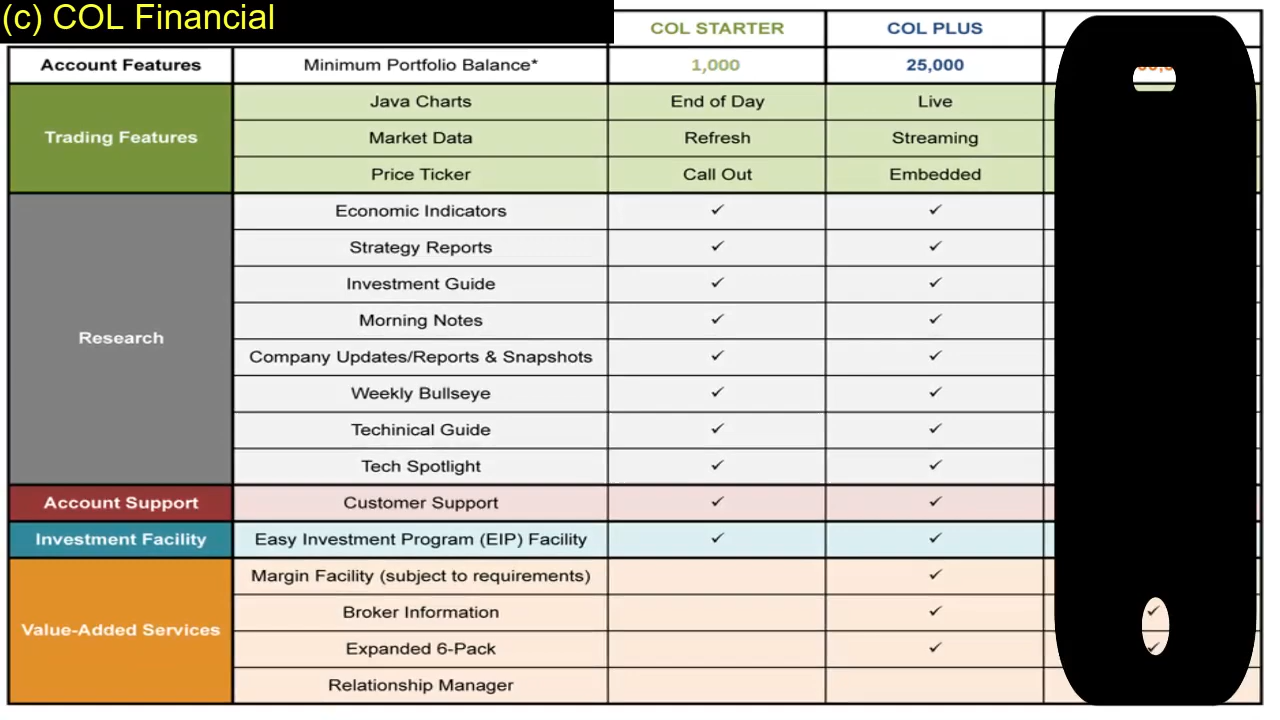 (c) COL Financial
COL STARTER COL PLUS
Account Features Minimum Portfolio Balance* 1,000 25,000
Trading Features
Java Charts End of Day Live
Market Data Refresh Streaming
Price Ticker Call Out Embedded
Research
Economic Indicators ✓ ✓
Strategy Reports ✓ ✓
Investment Guide ✓ ✓
Morning Notes ✓ ✓
Company Updates/Reports & Snapshots ✓ ✓
Weekly Bullseye ✓ ✓
Techinical Guide ✓ ✓
Tech Spotlight ✓ ✓
Account Support Customer Support ✓ ✓
Investment Facility Easy Investment Program (EIP) Facility ✓ ✓
Value-Added Services
Margin Facility (subject to requirements) ✓
Broker Information ✓ ✓
Expanded 6-Pack ✓ ✓
Relationship Manager